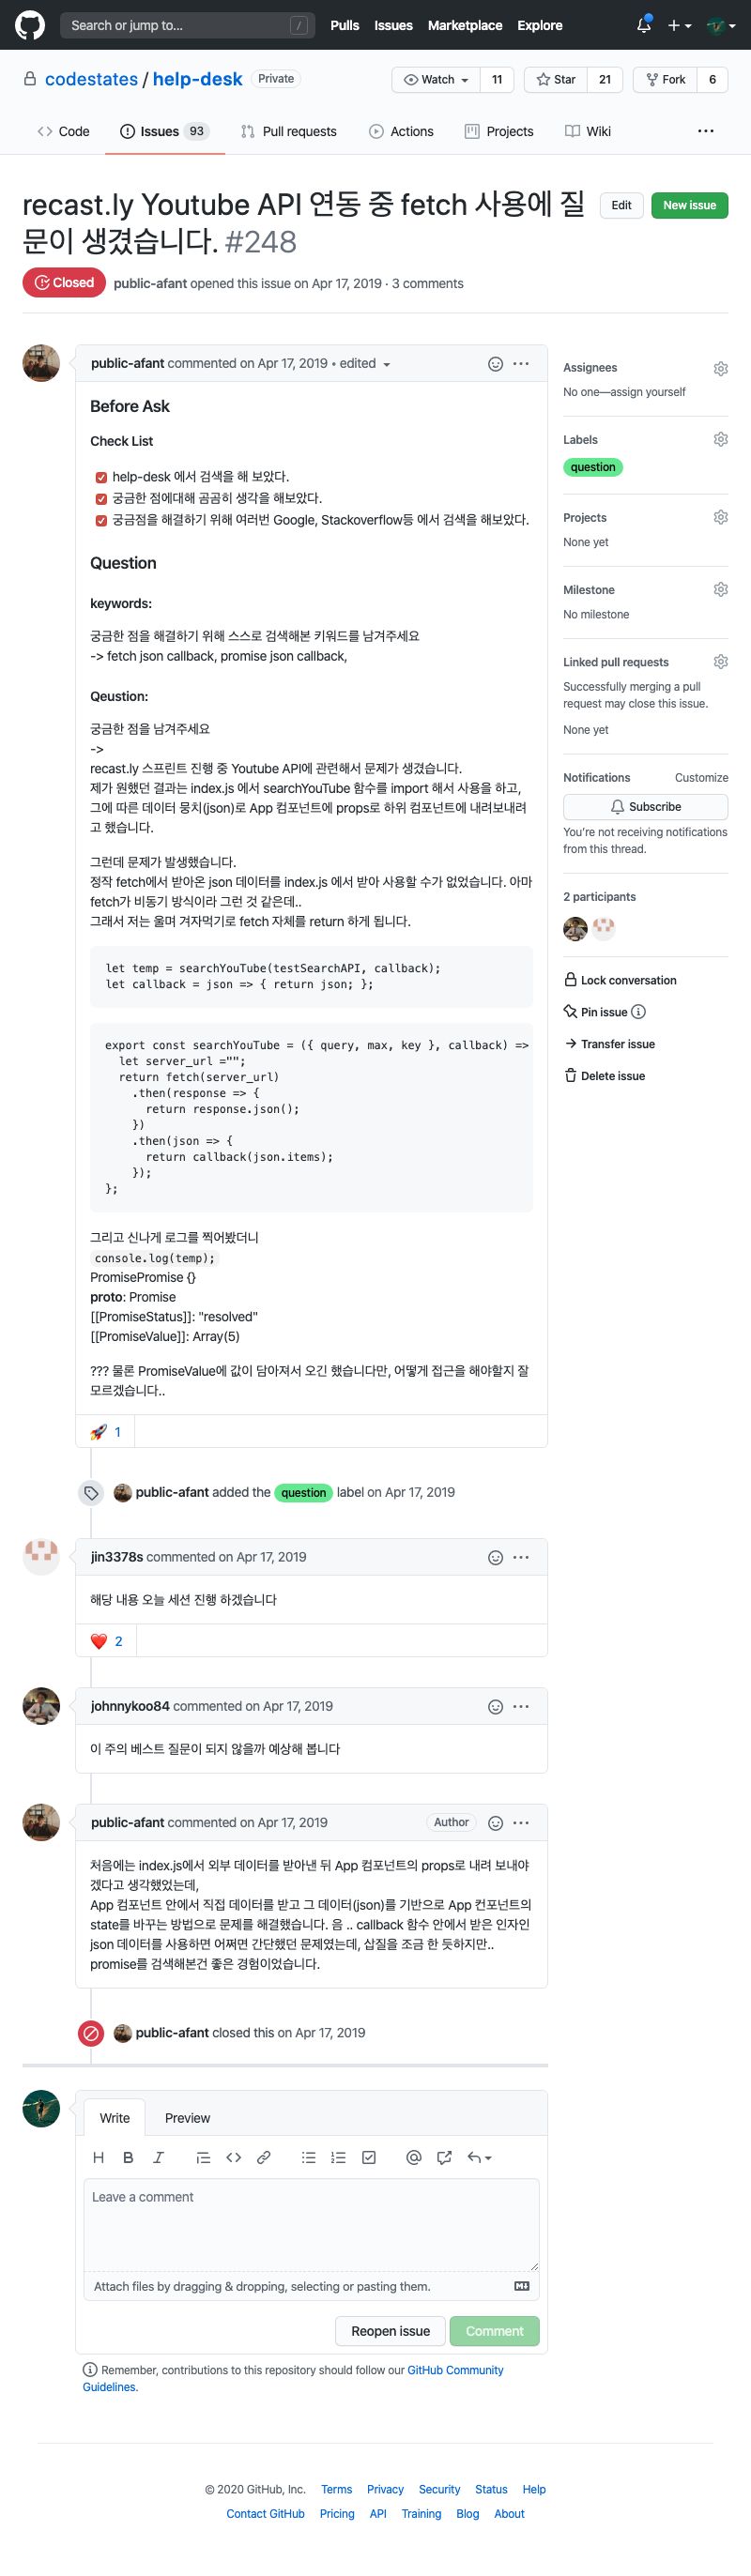 Search or jump to... /
Pulls Issues Marketplace Explore
codestates / help-desk Private
Watch 11 Star 21 Fork 6
Code Issues 93 Pull requests Actions Projects Wiki ...
recast.ly Youtube API 연동 중 fetch 사용에 질
문이 생겼습니다. #248
Edit New issue
Closed public-afant opened this issue on Apr 17, 2019 · 3 comments
public-afant commented on Apr 17, 2019 • edited
Before Ask
Check List
help-desk 에서 검색을 해 보았다.
궁금한 점에대해 곰곰히 생각을 해보았다.
궁금점을 해결하기 위해 여러번 Google, Stackoverflow등 에서 검색을 해보았다.
Question
keywords:
궁금한 점을 해결하기 위해 스스로 검색해본 키워드를 남겨주세요
-> fetch json callback, promise json callback,
Qeustion:
궁금한 점을 남겨주세요
->
recast.ly 스프린트 진행 중 Youtube API에 관련해서 문제가 생겼습니다.
제가 원했던 결과는 index.js 에서 searchYouTube 함수를 import 해서 사용을 하고,
그에 따른 데이터 뭉치(json)로 App 컴포넌트에 props로 하위 컴포넌트에 내려보내려
고 했습니다.
그런데 문제가 발생했습니다.
정작 fetch에서 받아온 json 데이터를 index.js 에서 받아 사용할 수가 없었습니다. 아마
fetch가 비동기 방식이라 그런 것 같은데..
그래서 저는 울며 겨자먹기로 fetch 자체를 return 하게 됩니다.
let temp = searchYouTube(testSearchAPI, callback);
let callback = json => { return json; };
export const searchYouTube = ({ query, max, key }, callback) =>
let server_url ="";
return fetch(server_url)
.then(response => {
return response.json();
})
.then(json => {
return callback(json.items);
});
};
그리고 신나게 로그를 찍어봤더니
console.log(temp);
PromisePromise {}
proto: Promise
[[PromiseStatus]]: "resolved"
[[PromiseValue]]: Array(5)
??? 물론 PromiseValue에 값이 담아져서 오긴 했습니다만, 어떻게 접근을 해야할지 잘
모르겠습니다..
1
public-afant added the question label on Apr 17, 2019
jin3378s commented on Apr 17, 2019
해당 내용 오늘 세션 진행 하겠습니다
2
johnnykoo84 commented on Apr 17, 2019
이 주의 베스트 질문이 되지 않을까 예상해 봅니다
public-afant commented on Apr 17, 2019 Author
처음에는 index.js에서 외부 데이터를 받아낸 뒤 App 컴포넌트의 props로 내려 보내야
겠다고 생각했었는데,
App 컴포넌트 안에서 직접 데이터를 받고 그 데이터(json)를 기반으로 App 컨포넌트의
state를 바꾸는 방법으로 문제를 해결했습니다. 음 .. callback 함수 안에서 받은 인자인
json 데이터를 사용하면 어쩌면 간단했던 문제였는데, 삽질을 조금 한 듯하지만..
promise를 검색해본건 좋은 경험이었습니다.
public-afant closed this on Apr 17, 2019
Write Preview
Leave a comment
Attach files by dragging & dropping, selecting or pasting them.
Reopen issue Comment
Remember, contributions to this repository should follow our GitHub Community
Guidelines.
Assignees
No one—assign yourself
Labels
question
Projects
None yet
Milestone
No milestone
Linked pull requests
Successfully merging a pull
request may close this issue.
None yet
Notifications Customize
Subscribe
You're not receiving notifications
from this thread.
2 participants
Lock conversation
Pin issue
Transfer issue
Delete issue
© 2020 GitHub, Inc. Terms Privacy Security Status Help
Contact GitHub Pricing API Training Blog About